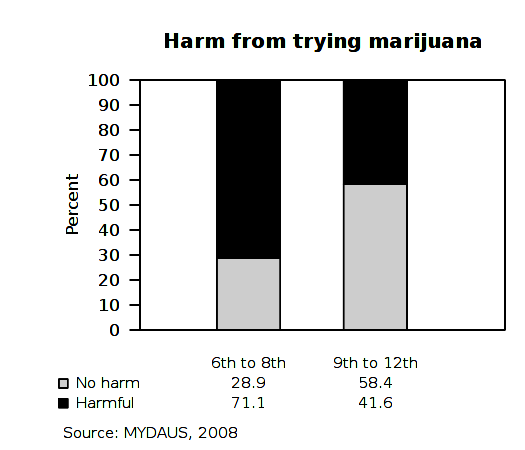 Harm from trying marijuana
Percent
100
90
80
70
60
50
40
30
20
10
0
6th to 8th 9th to 12th
No harm 28.9 58.4
Harmful 71.1 41.6
Source: MYDAUS, 2008